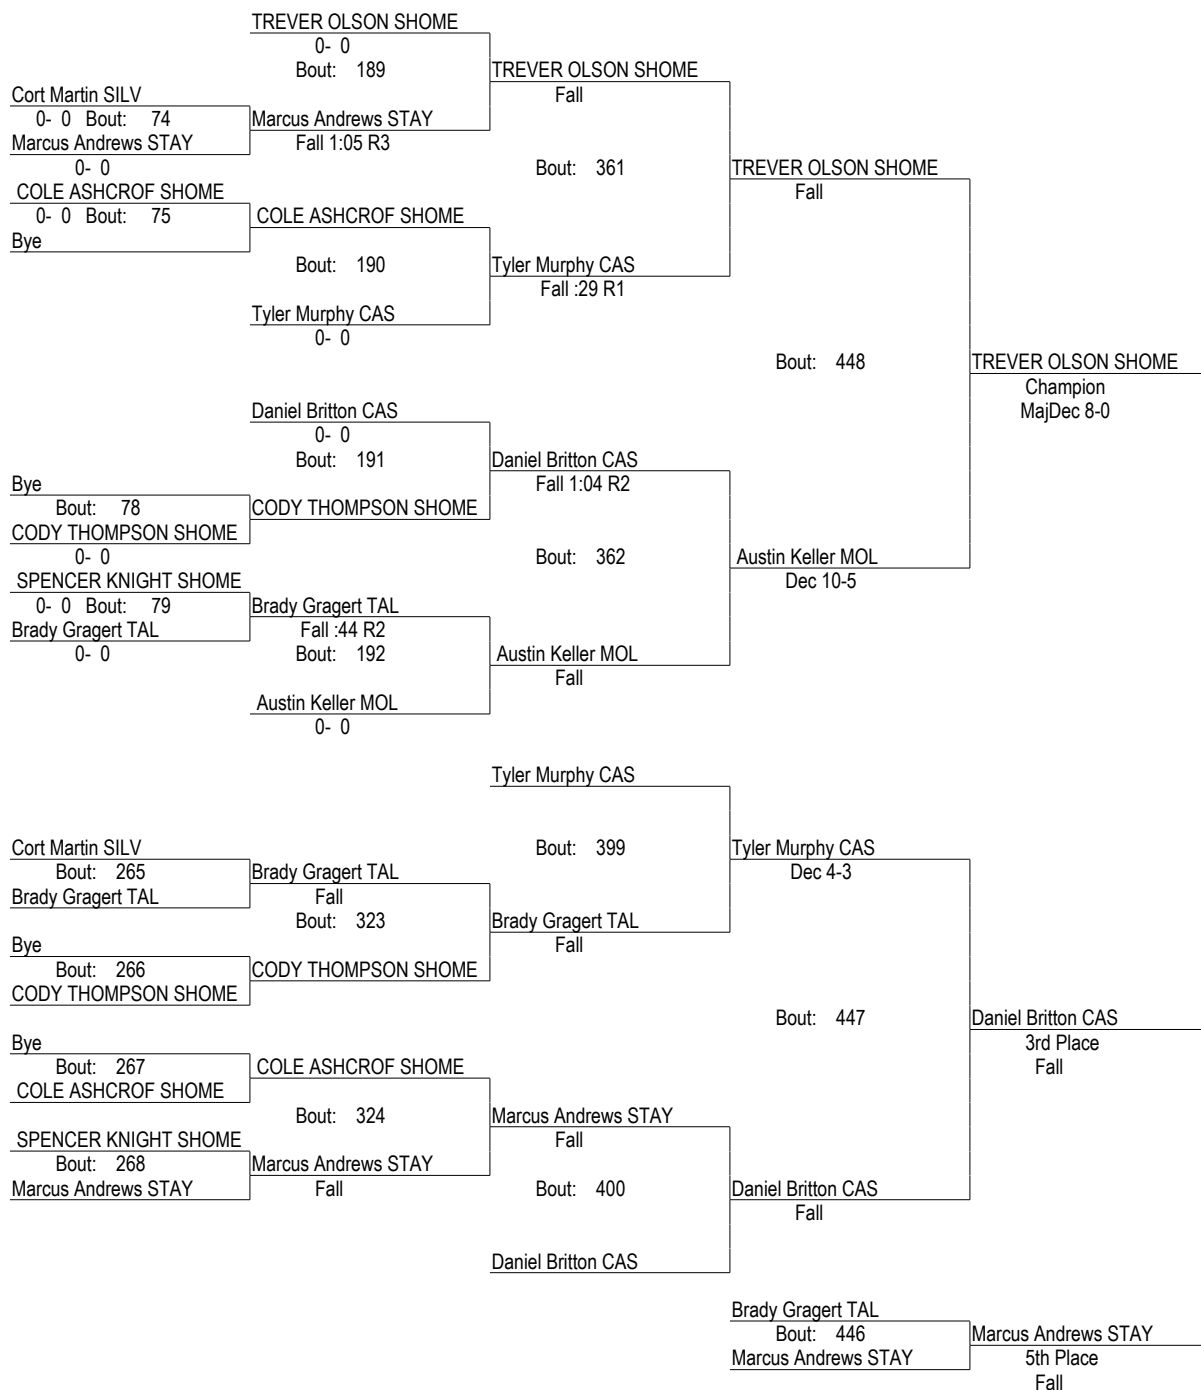 TREVER OLSON SHOME
0- 0
Bout: 189
TREVER OLSON SHOME
Fall
Cort Martin SILV
0- 0 Bout: 74
Marcus Andrews STAY
Marcus Andrews STAY
Fall 1:05 R3
0- 0
Bout: 361
TREVER OLSON SHOME
Fall
COLE ASHCROF SHOME
0- 0 Bout: 75
COLE ASHCROF SHOME
Bye
Bout: 190
Tyler Murphy CAS
Fall :29 R1
Tyler Murphy CAS
0- 0
Bout: 448
TREVER OLSON SHOME
Champion
MajDec 8-0
Daniel Britton CAS
0- 0
Bout: 191
Daniel Britton CAS
Fall 1:04 R2
Bye
Bout: 78
CODY THOMPSON SHOME
CODY THOMPSON SHOME
0- 0
Bout: 362
Austin Keller MOL
Dec 10-5
SPENCER KNIGHT SHOME
0- 0 Bout: 79
Brady Gragert TAL
Brady Gragert TAL
Fall :44 R2
0- 0
Bout: 192
Austin Keller MOL
Fall
Austin Keller MOL
0- 0
Tyler Murphy CAS
Cort Martin SILV
Bout: 399
Tyler Murphy CAS
Dec 4-3
Bout: 265
Brady Gragert TAL
Brady Gragert TAL
Fall
Bout: 323
Brady Gragert TAL
Fall
Bye
Bout: 266
CODY THOMPSON SHOME
CODY THOMPSON SHOME
Bout: 447
Daniel Britton CAS
3rd Place
Fall
Bye
Bout: 267
COLE ASHCROF SHOME
COLE ASHCROF SHOME
Bout: 324
Marcus Andrews STAY
Fall
SPENCER KNIGHT SHOME
Bout: 268
Marcus Andrews STAY
Marcus Andrews STAY
Fall
Bout: 400
Daniel Britton CAS
Fall
Daniel Britton CAS
Brady Gragert TAL
Bout: 446
Marcus Andrews STAY
Marcus Andrews STAY
5th Place
Fall